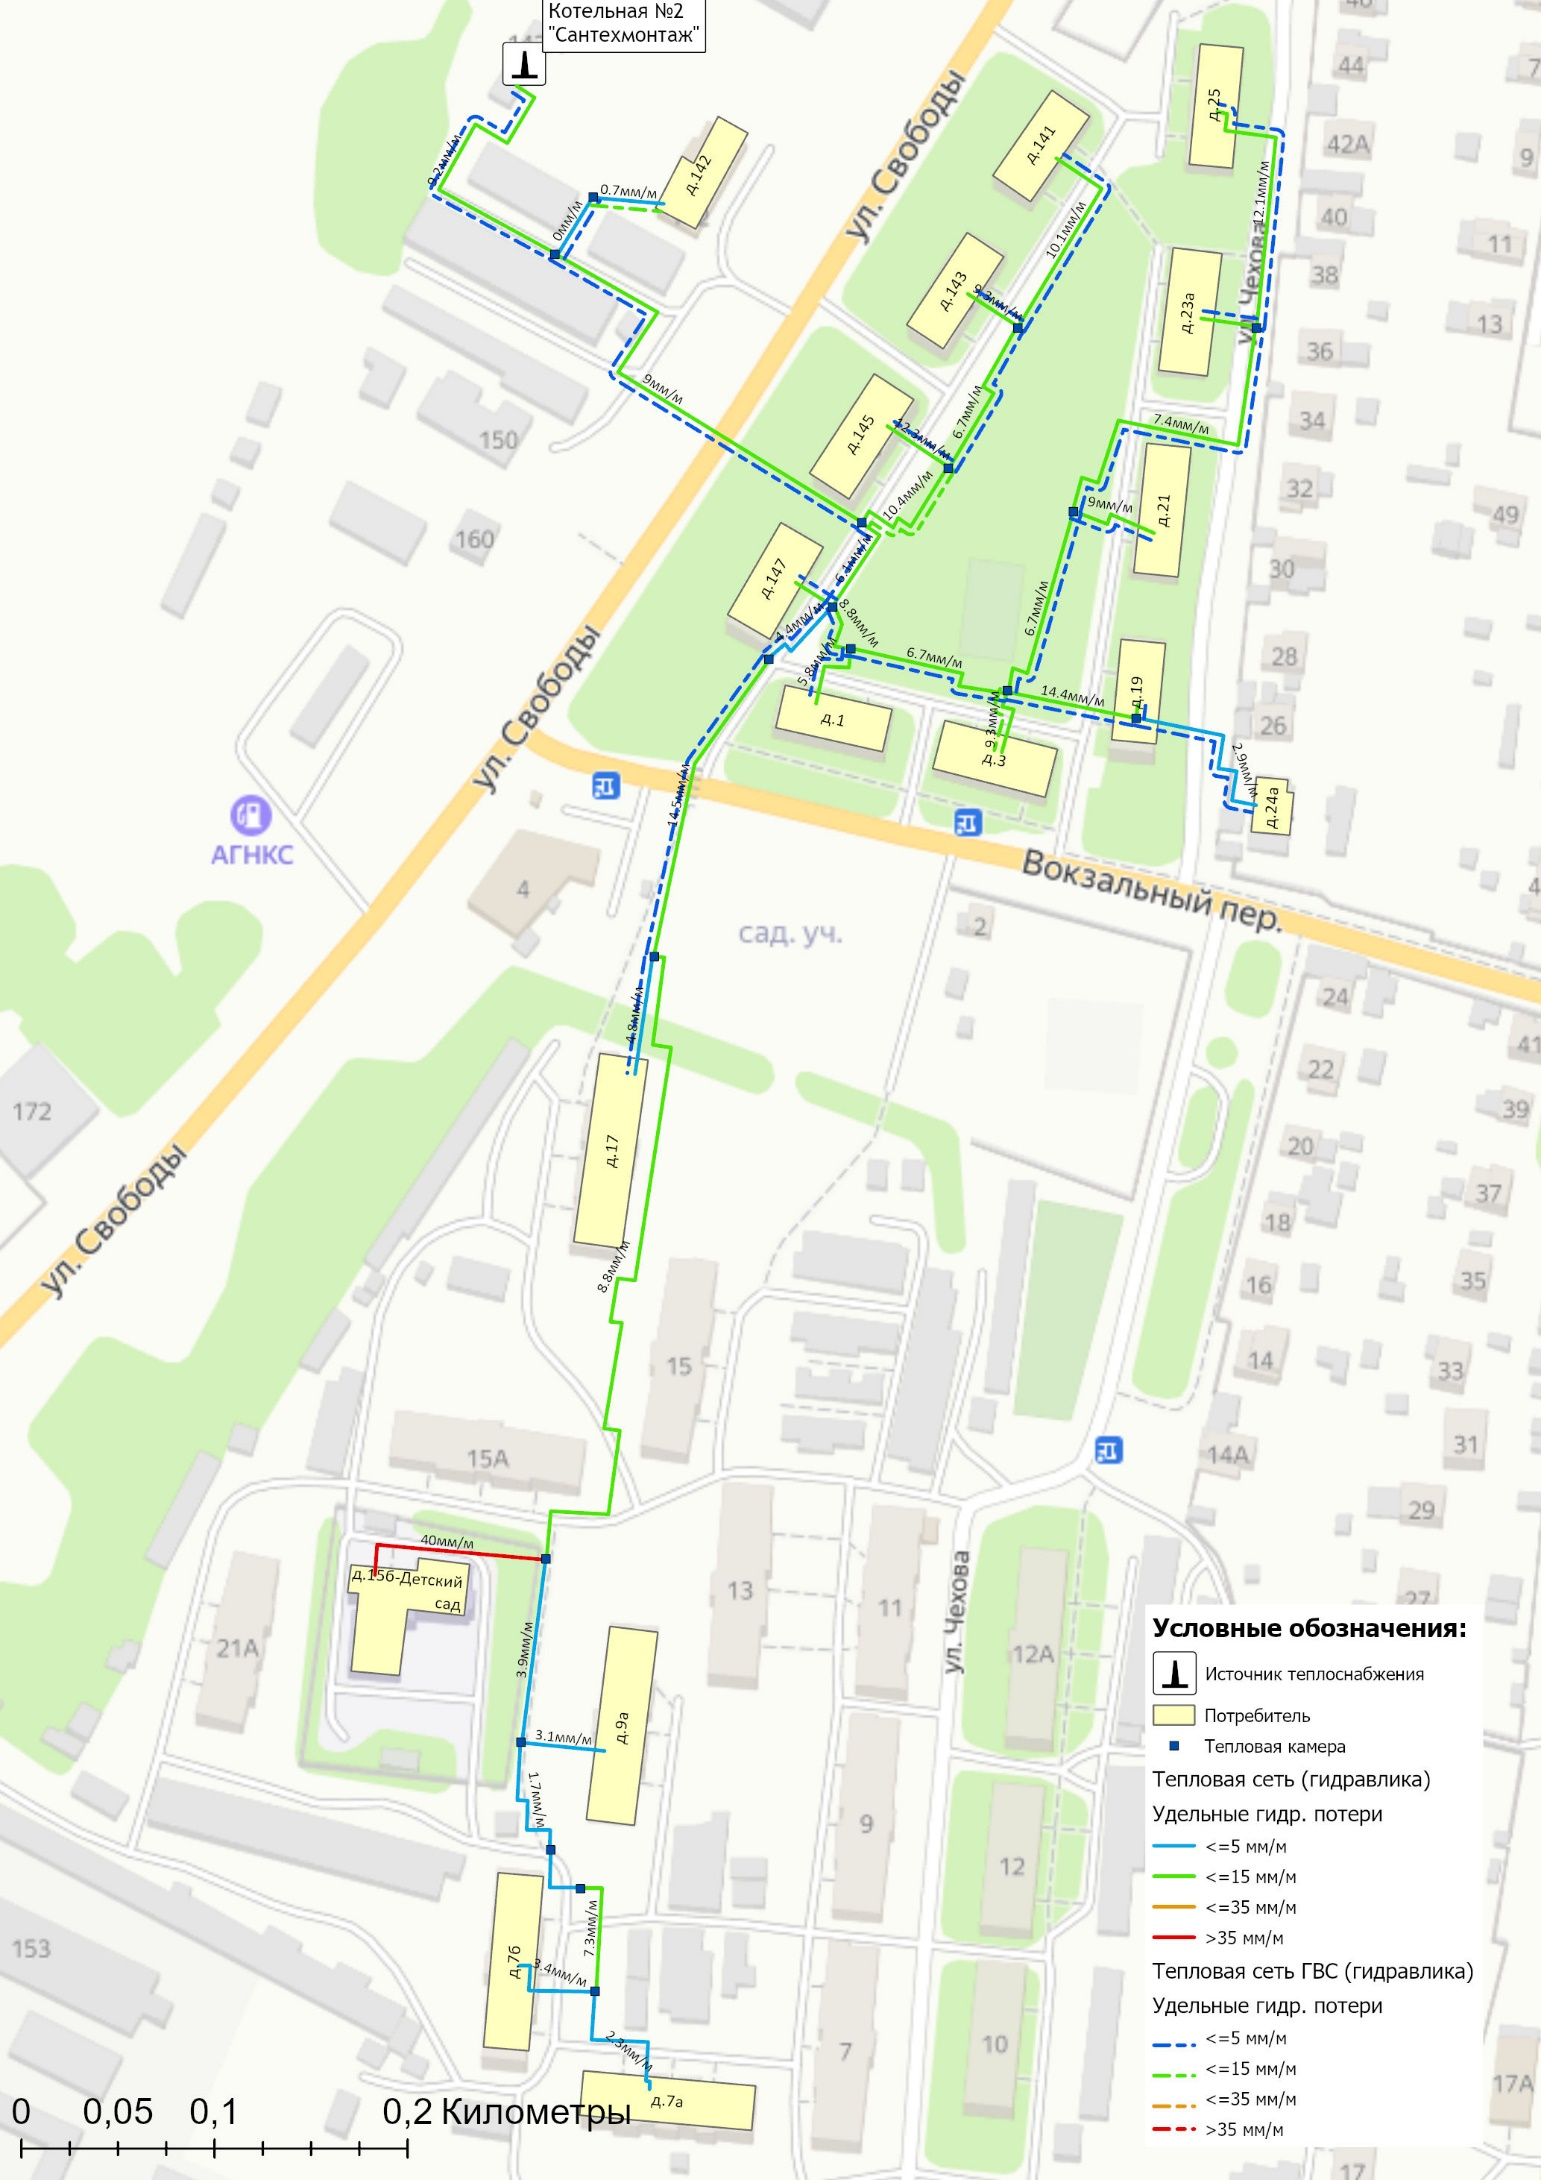 Котельная №2
"Сантехмонтаж"
9.2мм/м
0мм/м
0.7мм/м
д.142
ул. Свободы
д.141
10.1мм/м
д.25
12.1мм/м
44
42А
40
38
36
34
32
30
28
26
9
11
13
49
ул. Чехова
д.143
9.3мм/м
д.23а
9мм/м
д.145
12.3мм/м
6.7мм/м
10.4мм/м
7.4мм/м
150
160
9мм/м
д.21
д.147
6.1мм/м
4.4мм/м
8.8мм/м
5.8мм/м
6.7мм/м
6.7мм/м
14.4мм/м
д.19
д.1
9.3мм/м
д.3
2.9мм/м
д.24а
ул. Свободы
АГНКС
4
14.5мм/м
Вокзальный пер.
сад. уч.
2
24
41
22
39
20
37
18
16
35
14
33
14А
31
29
27
172
4.8мм/м
д.17
ул. Свободы
8.8мм/м
15
15А
40мм/м
д.15б-Детский
сад
21А
3.9мм/м
13
11
ул. Чехова
12А
д.9а
3.1мм/м
1.7мм/м
9
12
153
7.3мм/м
д.7б
3.4мм/м
2.3мм/м
7
10
д.7а
17А
17
0 0,05 0,1 0,2 Километры
Условные обозначения:
Источник теплоснабжения
Потребитель
Тепловая камера
Тепловая сеть (гидравлика)
Удельные гидр. потери
<=5 мм/м
<=15 мм/м
<=35 мм/м
>35 мм/м
Тепловая сеть ГВС (гидравлика)
Удельные гидр. потери
<=5 мм/м
<=15 мм/м
<=35 мм/м
>35 мм/м